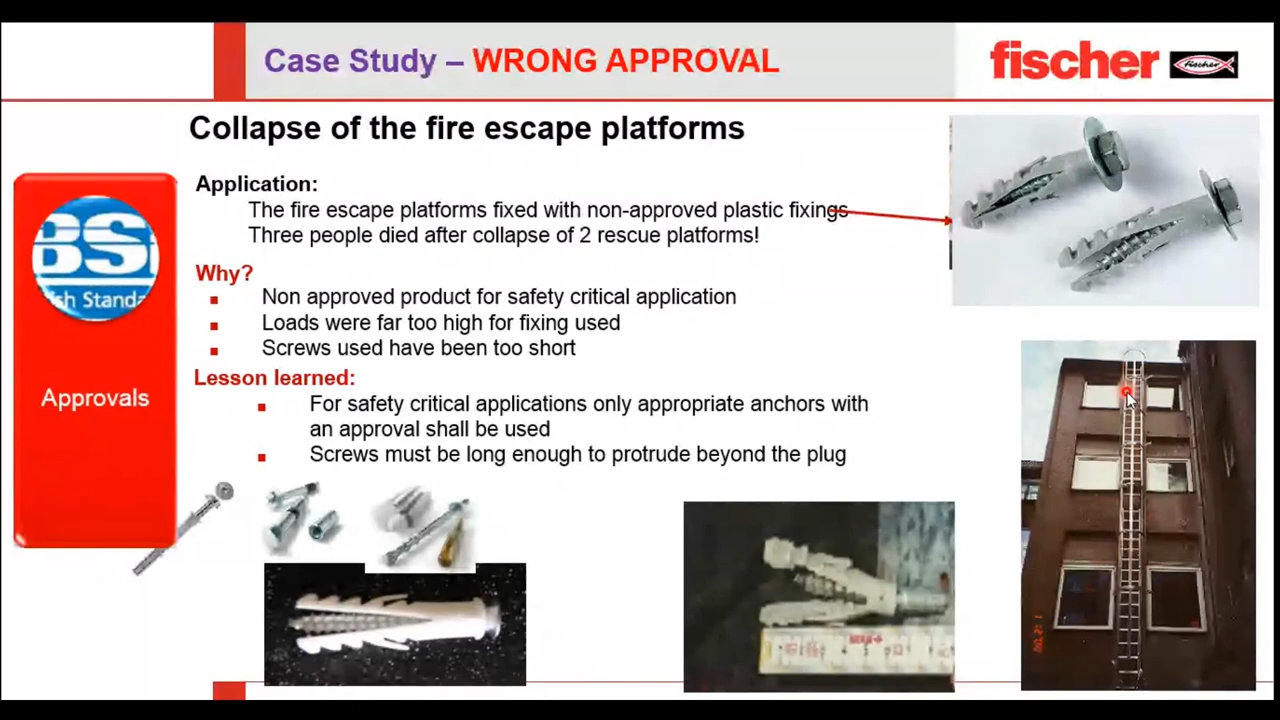 Case Study – WRONG APPROVAL
fischer
fischer
Collapse of the fire escape platforms
Application:
The fire escape platforms fixed with non-approved plastic fixings
Three people died after collapse of 2 rescue platforms!
BSI
sh Standa
Approvals
Why?
Non approved product for safety critical application
Loads were far too high for fixing used
Screws used have been too short
Lesson learned:
For safety critical applications only appropriate anchors with
an approval shall be used
Screws must be long enough to protrude beyond the plug